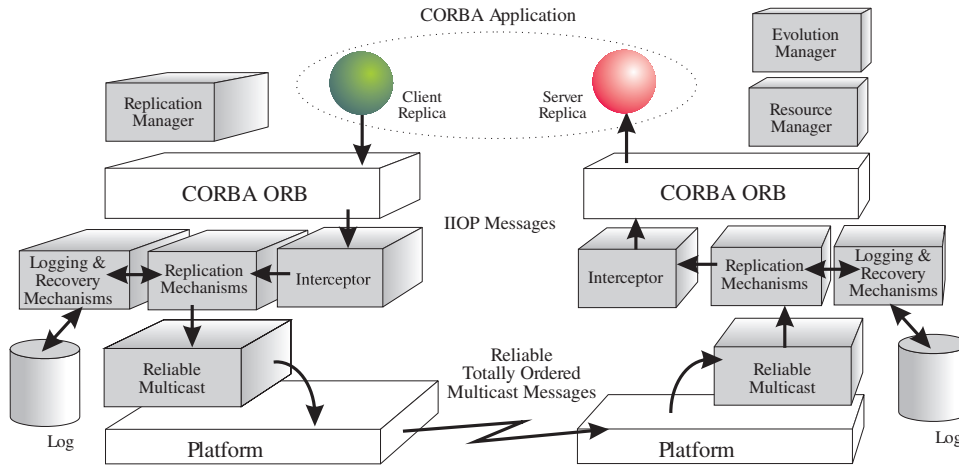 CORBA Application
Evolution
Manager
Replication
Manager
Client
Replica
Server
Replica
Resource
Manager
CORBA ORB
CORBA ORB
IIOP Messages
Logging &
Recovery
Mechanisms
Replication
Mechanisms
Interceptor
Interceptor
Replication
Mechanisms
Logging &
Recovery
Mechanisms
Reliable
Multicast
Reliable
Totally Ordered
Multicast Messages
Reliable
Multicast
Log
Platform
Platform
Log